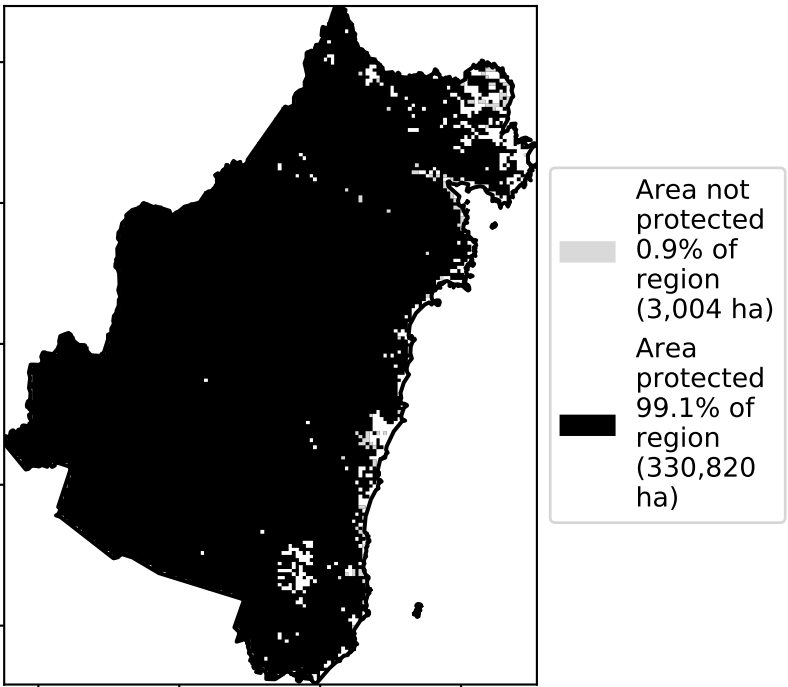 Area not
protected
0.9% of
region
(3,004 ha)
Area
protected
99.1% of
region
(330,820
ha)